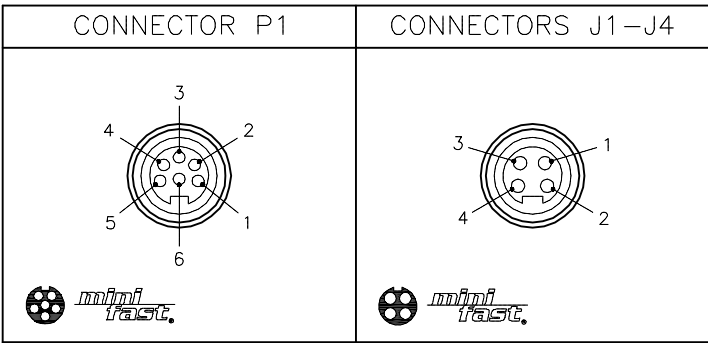 CONNECTOR P1
CONNECTORS J1-J4
3
4 2
5 1
6
3 1
4 2
mini
fast.
mini
fast.